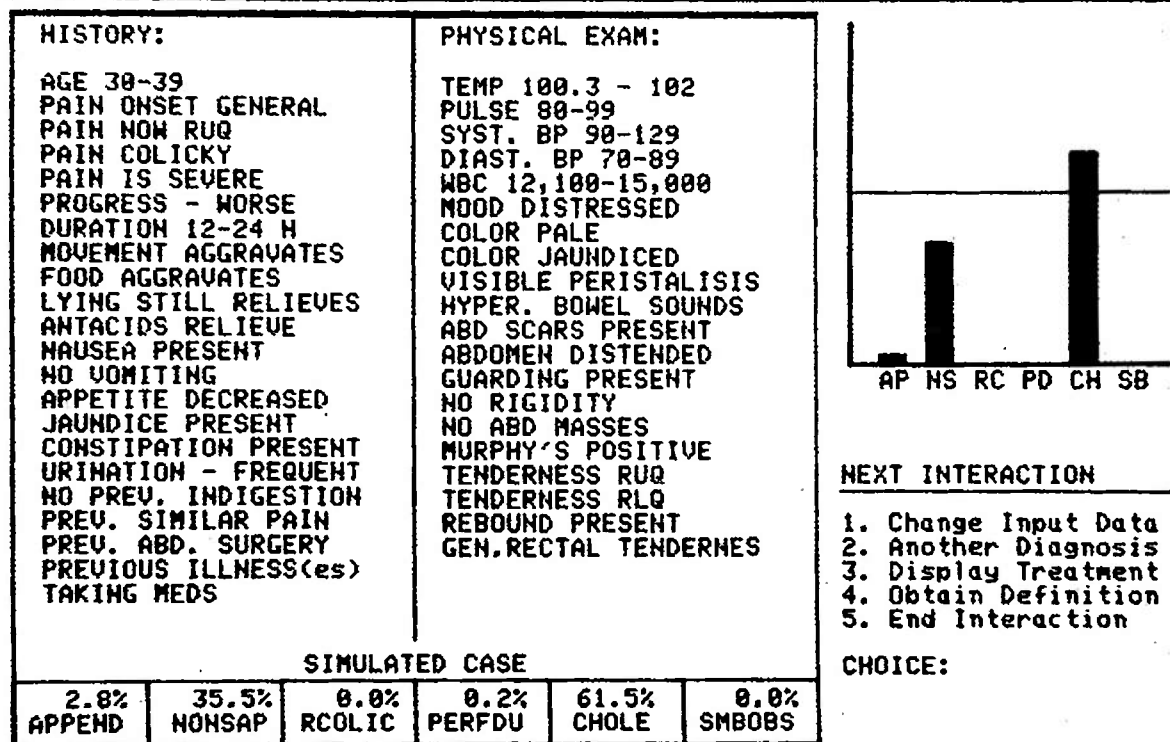 HISTORY:
AGE 30-39
PAIN ONSET GENERAL
PAIN NOW RUQ
PAIN COLICKY
PAIN IS SEVERE
PROGRESS - WORSE
DURATION 12-24 H
MOVEMENT AGGRAVATES
FOOD AGGRAVATES
LYING STILL RELIEVES
ANTACIDS RELIEVE
NAUSEA PRESENT
NO VOMITING
APPETITE DECREASED
JAUNDICE PRESENT
CONSTIPATION PRESENT
URINATION - FREQUENT
NO PREV. INDIGESTION
PREV. SIMILAR PAIN
PREV. ABD. SURGERY
PREVIOUS ILLNESS(es)
TAKING MEDS
PHYSICAL EXAM:
TEMP 100.3 - 102
PULSE 80-99
SYST. BP 90-129
DIAST. BP 70-89
WBC 12,100-15,000
MOOD DISTRESSED
COLOR PALE
COLOR JAUNDICED
VISIBLE PERISTALISIS
HYPER. BOWEL SOUNDS
ABD SCARS PRESENT
ABDOMEN DISTENDED
GUARDING PRESENT
NO RIGIDITY
NO ABD MASSES
MURPHY'S POSITIVE
TENDERNESS RUQ
TENDERNESS RLQ
REBOUND PRESENT
GEN.RECTAL TENDERNES
SIMULATED CASE
2.8% 35.5% 0.0% 0.2% 61.5% 0.0%
APPEND NONSAP RCOLIC PERFDU CHOLE SMBOBS
AP NS RC PD CH SB
NEXT INTERACTION
1. Change Input Data
2. Another Diagnosis
3. Display Treatment
4. Obtain Definition
5. End Interaction
CHOICE: